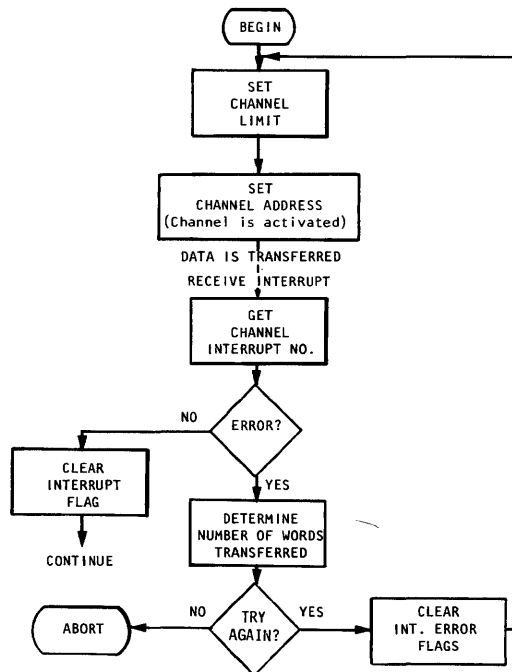 BEGIN
SET
CHANNEL
LIMIT
SET
CHANNEL ADDRESS
(Channel is activated)
DATA IS TRANSFERRED
RECEIVE INTERRUPT
GET
CHANNEL
INTERRUPT NO.
ERROR?
NO
YES
CLEAR
INTERRUPT
FLAG
CONTINUE
DETERMINE
NUMBER OF WORDS
TRANSFERRED
TRY
AGAIN?
NO
YES
ABORT
CLEAR
INT. ERROR
FLAGS